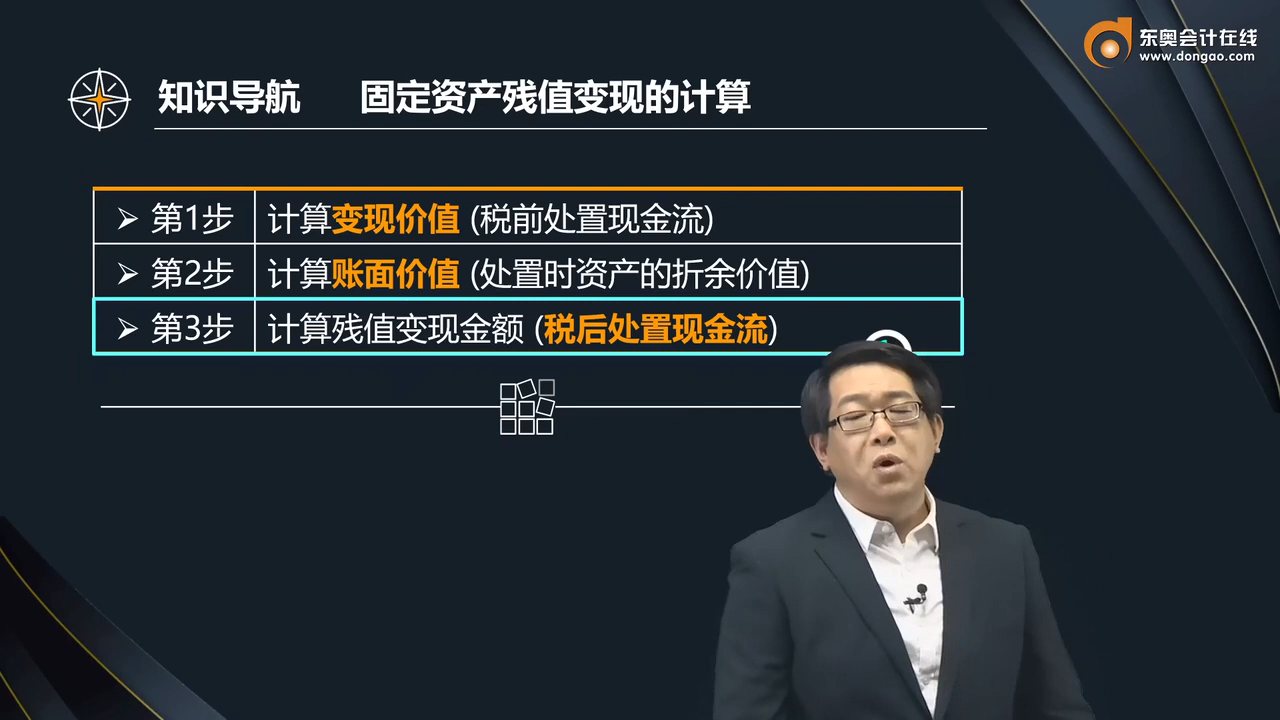 东奥会计在线
www.dongao.com
知识导航 固定资产残值变现的计算
➢ 第1步 计算变现价值 (税前处置现金流)
➢ 第2步 计算账面价值 (处置时资产的折余价值)
➢ 第3步 计算残值变现金额 (税后处置现金流)